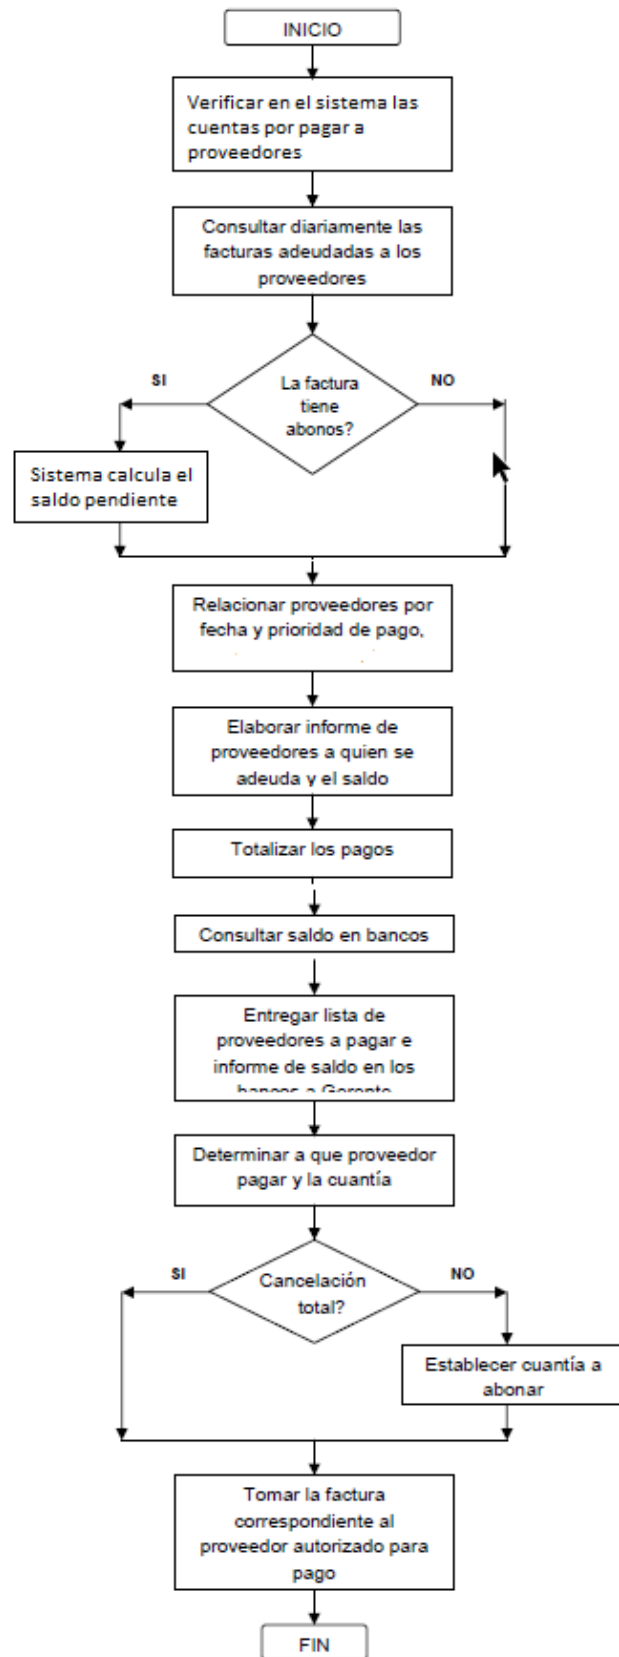 INICIO
Verificar en el sistema las
cuentas por pagar a
proveedores
Consultar diariamente las
facturas adeudadas a los
proveedores
SI
NO
La factura
tiene
abonos?
Sistema calcula el
saldo pendiente
Relacionar proveedores por
fecha y prioridad de pago,
Elaborar informe de
proveedores a quien se
adeuda y el saldo
Totalizar los pagos
Consultar saldo en bancos
Entregar lista de
proveedores a pagar e
informe de saldo en los
bancos a Gerente
Determinar a que proveedor
pagar y la cuantía
SI
NO
Cancelación
total?
Establecer cuantía a
abonar
Tomar la factura
correspondiente al
proveedor autorizado para
pago
FIN